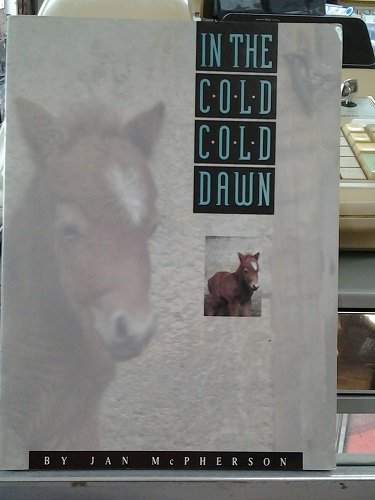 IN THE
C·O·L·D
C·O·L·D
DAWN
BY JAN McPHERSON